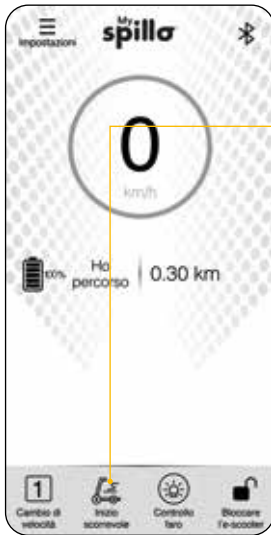 My
spillo
Impostazioni
0
km/h
100%
Ho
percorso
0.30 km
1
Cambio di
velocità
Inizio
scorrevole
Controllo
faro
Bloccare
l'e-scooter